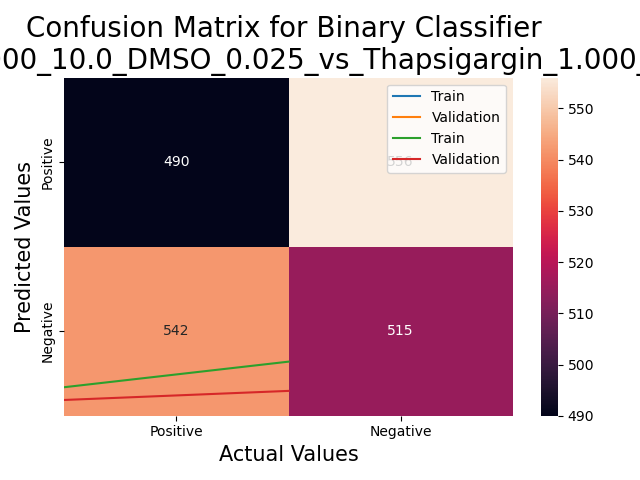 Confusion Matrix for Binary Classifier
00_10.0_DMSO_0.025_vs_Thapsigargin_1.000_
Train
Validation
Train
Validation
Predicted Values
Positive
Negative
490
556
542
515
Positive
Negative
Actual Values
550
540
530
520
510
500
490